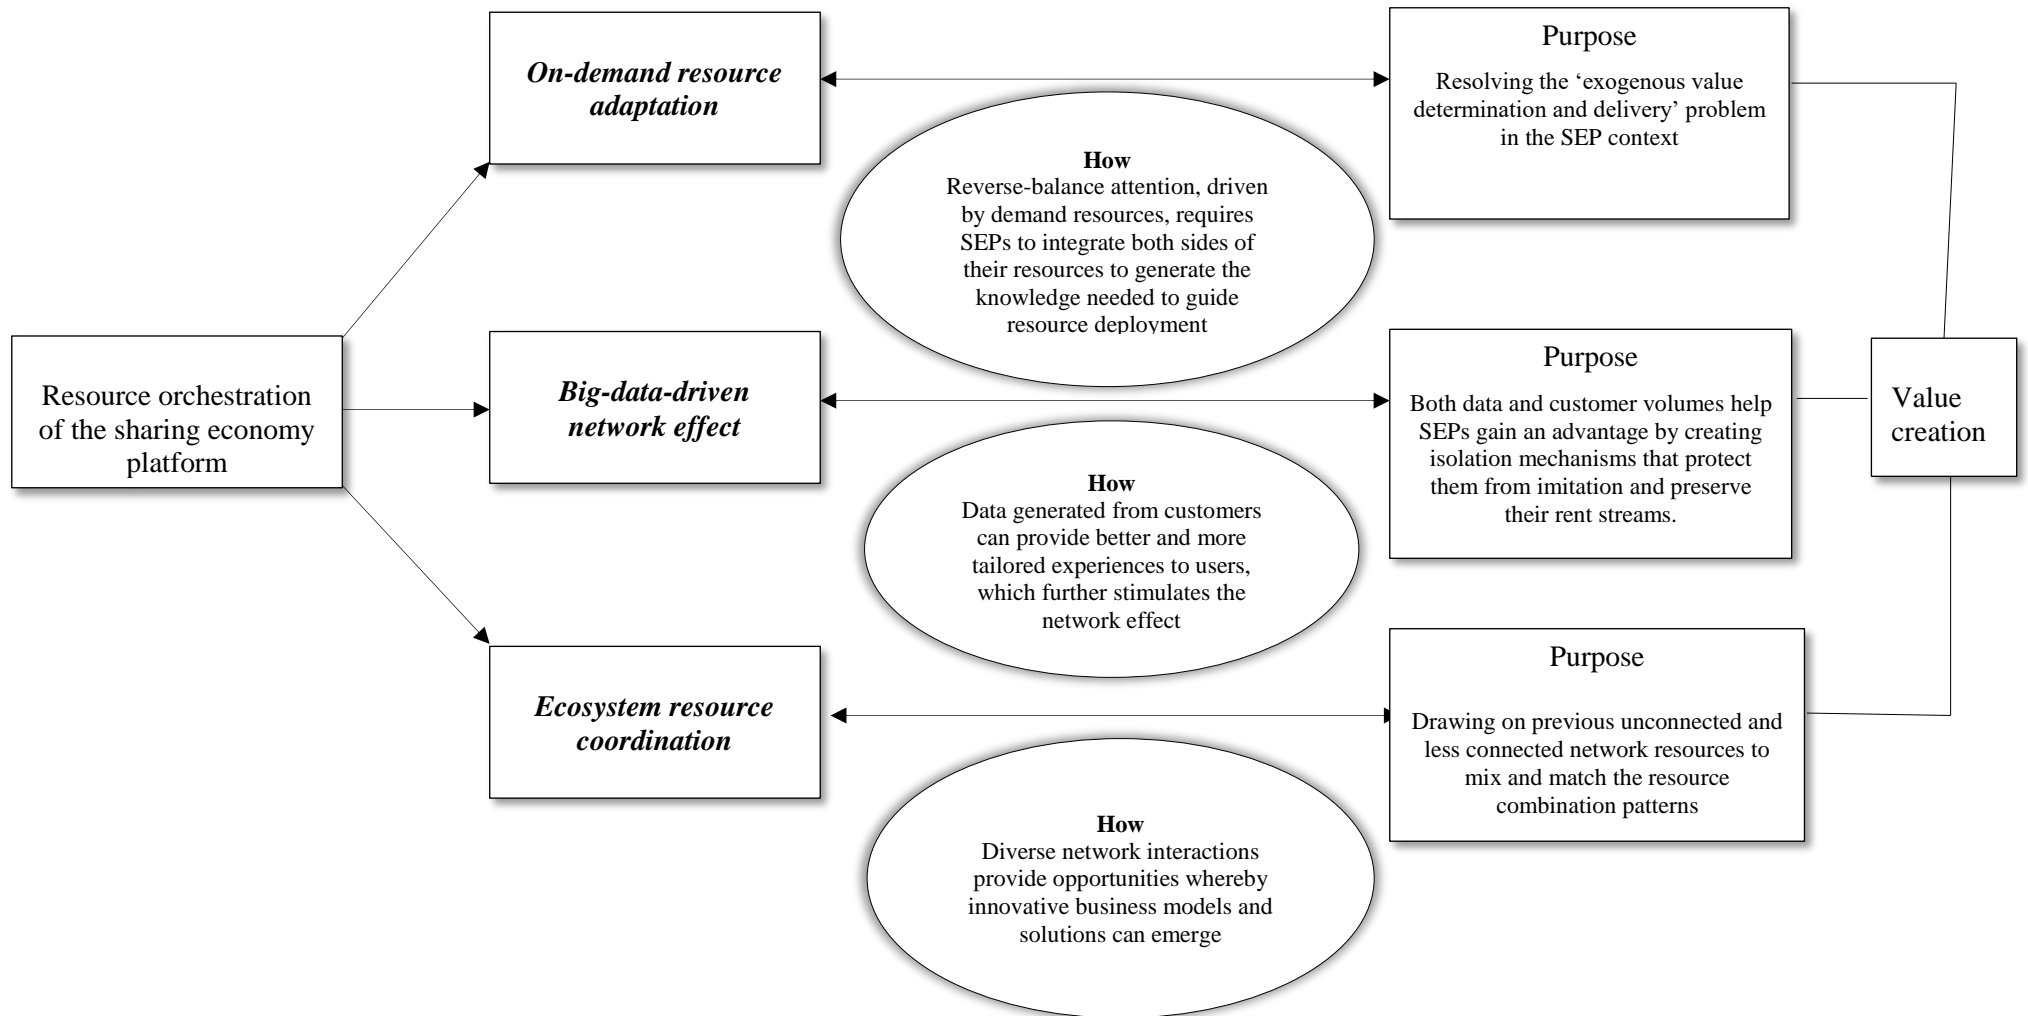 Resource orchestration
of the sharing economy
platform
On-demand resource
adaptation
How
Reverse-balance attention, driven
by demand resources, requires
SEPs to integrate both sides of
their resources to generate the
knowledge needed to guide
resource deployment
Purpose
Resolving the ‘exogenous value
determination and delivery’ problem
in the SEP context
Big-data-driven
network effect
How
Data generated from customers
can provide better and more
tailored experiences to users,
which further stimulates the
network effect
Purpose
Both data and customer volumes help
SEPs gain an advantage by creating
isolation mechanisms that protect
them from imitation and preserve
their rent streams.
Ecosystem resource
coordination
How
Diverse network interactions
provide opportunities whereby
innovative business models and
solutions can emerge
Purpose
Drawing on previous unconnected and
less connected network resources to
mix and match the resource
combination patterns
Value
creation